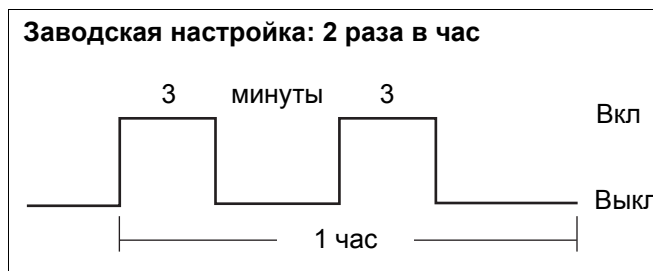 Заводская настройка: 2 раза в час
3 минуты 3
Вкл
Выкл
1 час